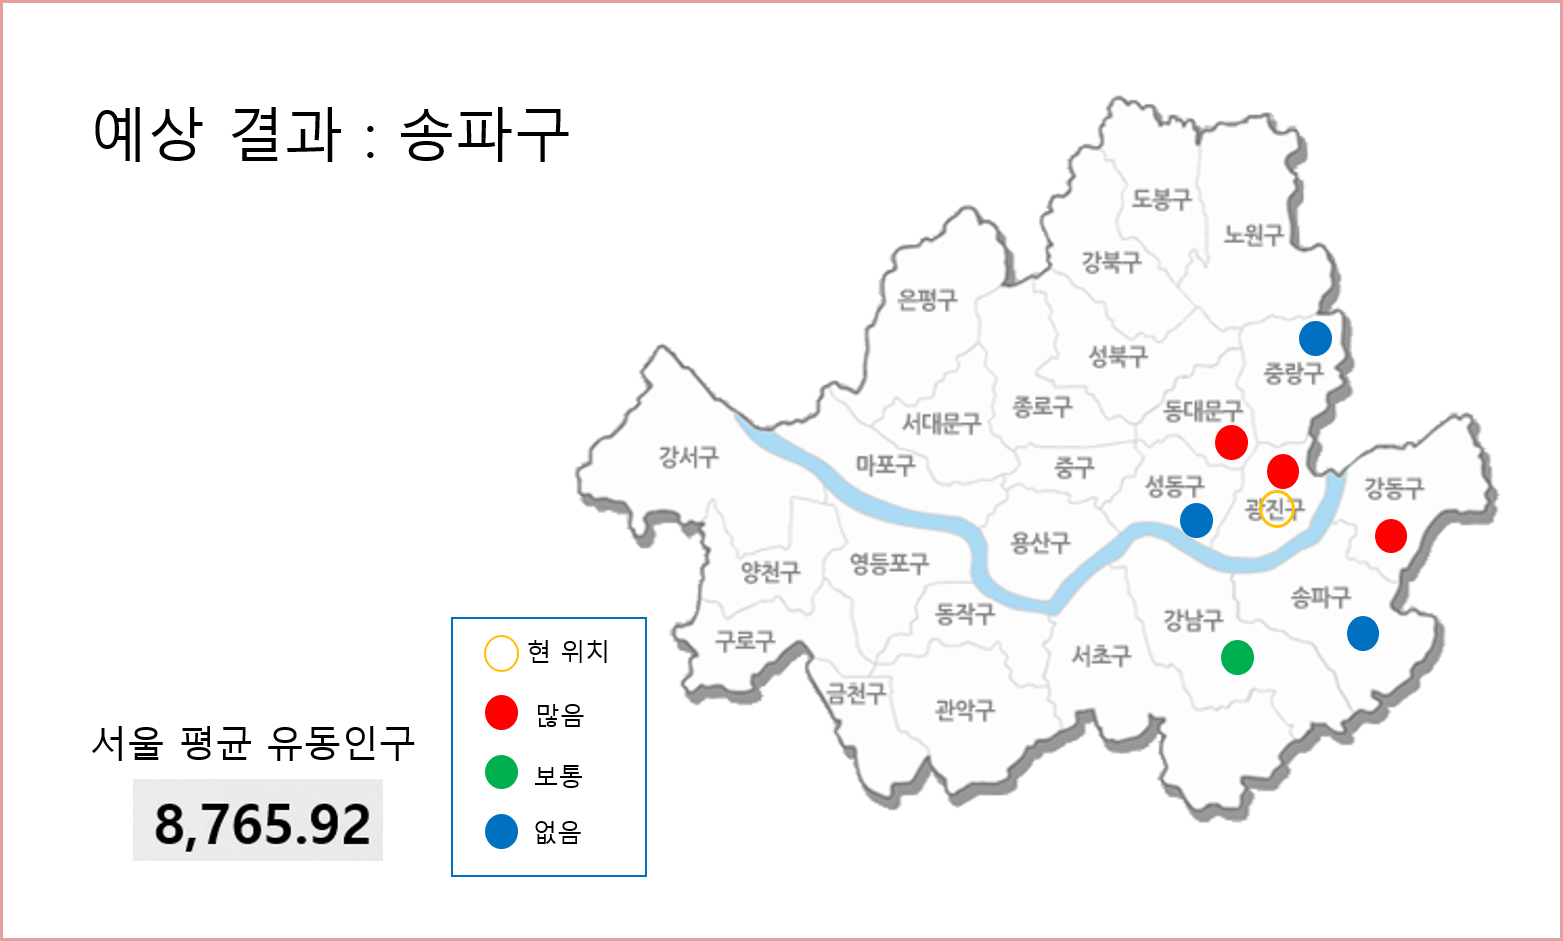 예상 결과 : 송파구
도봉구
노원구
강북구
은평구
성북구
중랑구
종로구
동대문구
서대문구
강서구
마포구
중구
성동구
강동구
광진구
용산구
영등포구
양천구
송파구
동작구
강남구
구로구
서초구
금천구
관악구
현 위치
많음
보통
없음
서울 평균 유동인구
8,765.92